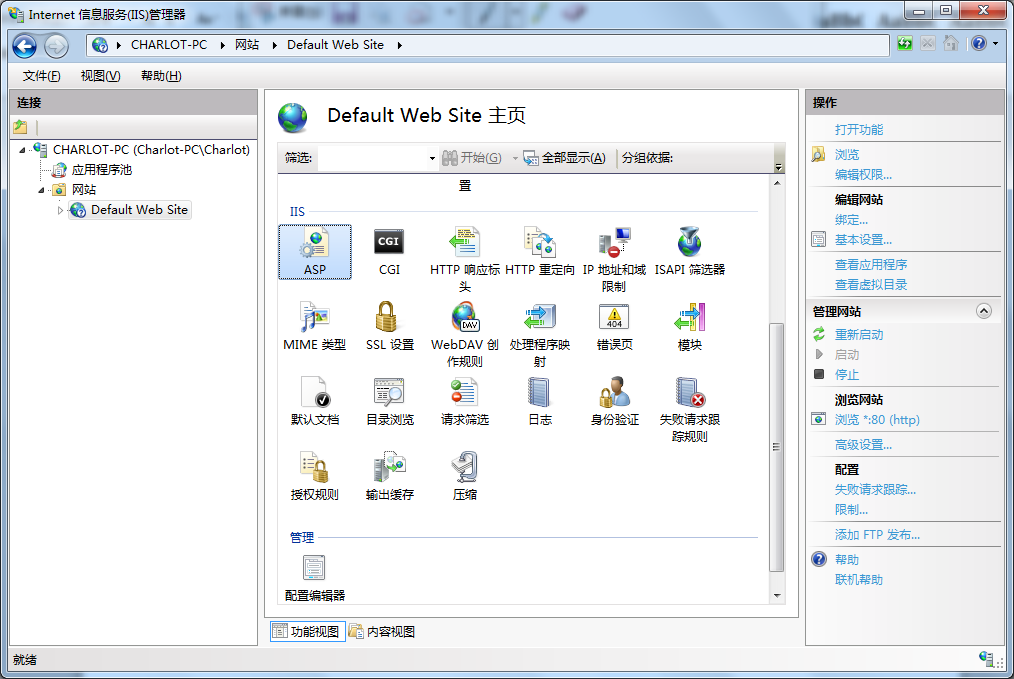 Internet 信息服务(IIS)管理器
CHARLOT-PC 网站 Default Web Site
文件(F) 视图(V) 帮助(H)
连接
CHARLOT-PC (Charlot-PC\Charlot)
应用程序池
网站
Default Web Site
Default Web Site 主页
筛选: 开始(G) 全部显示(A) 分组依据:
置
IIS
ASP
CGI
CGI
HTTP 响应标
头
HTTP 重定向
IP 地址和域
限制
ISAPI 筛选器
MIME 类型
SSL 设置
DAV
WebDAV 创
作规则
处理程序映
射
404
错误页
模块
默认文档
目录浏览
请求筛选
日志
身份验证
失败请求跟
踪规则
授权规则
输出缓存
压缩
管理
配置编辑器
功能视图 内容视图
操作
打开功能
浏览
编辑权限...
编辑网站
绑定...
基本设置...
查看应用程序
查看虚拟目录
管理网站
重新启动
启动
停止
浏览网站
浏览 *:80 (http)
高级设置...
配置
失败请求跟踪...
限制...
添加 FTP 发布...
帮助
联机帮助
就绪